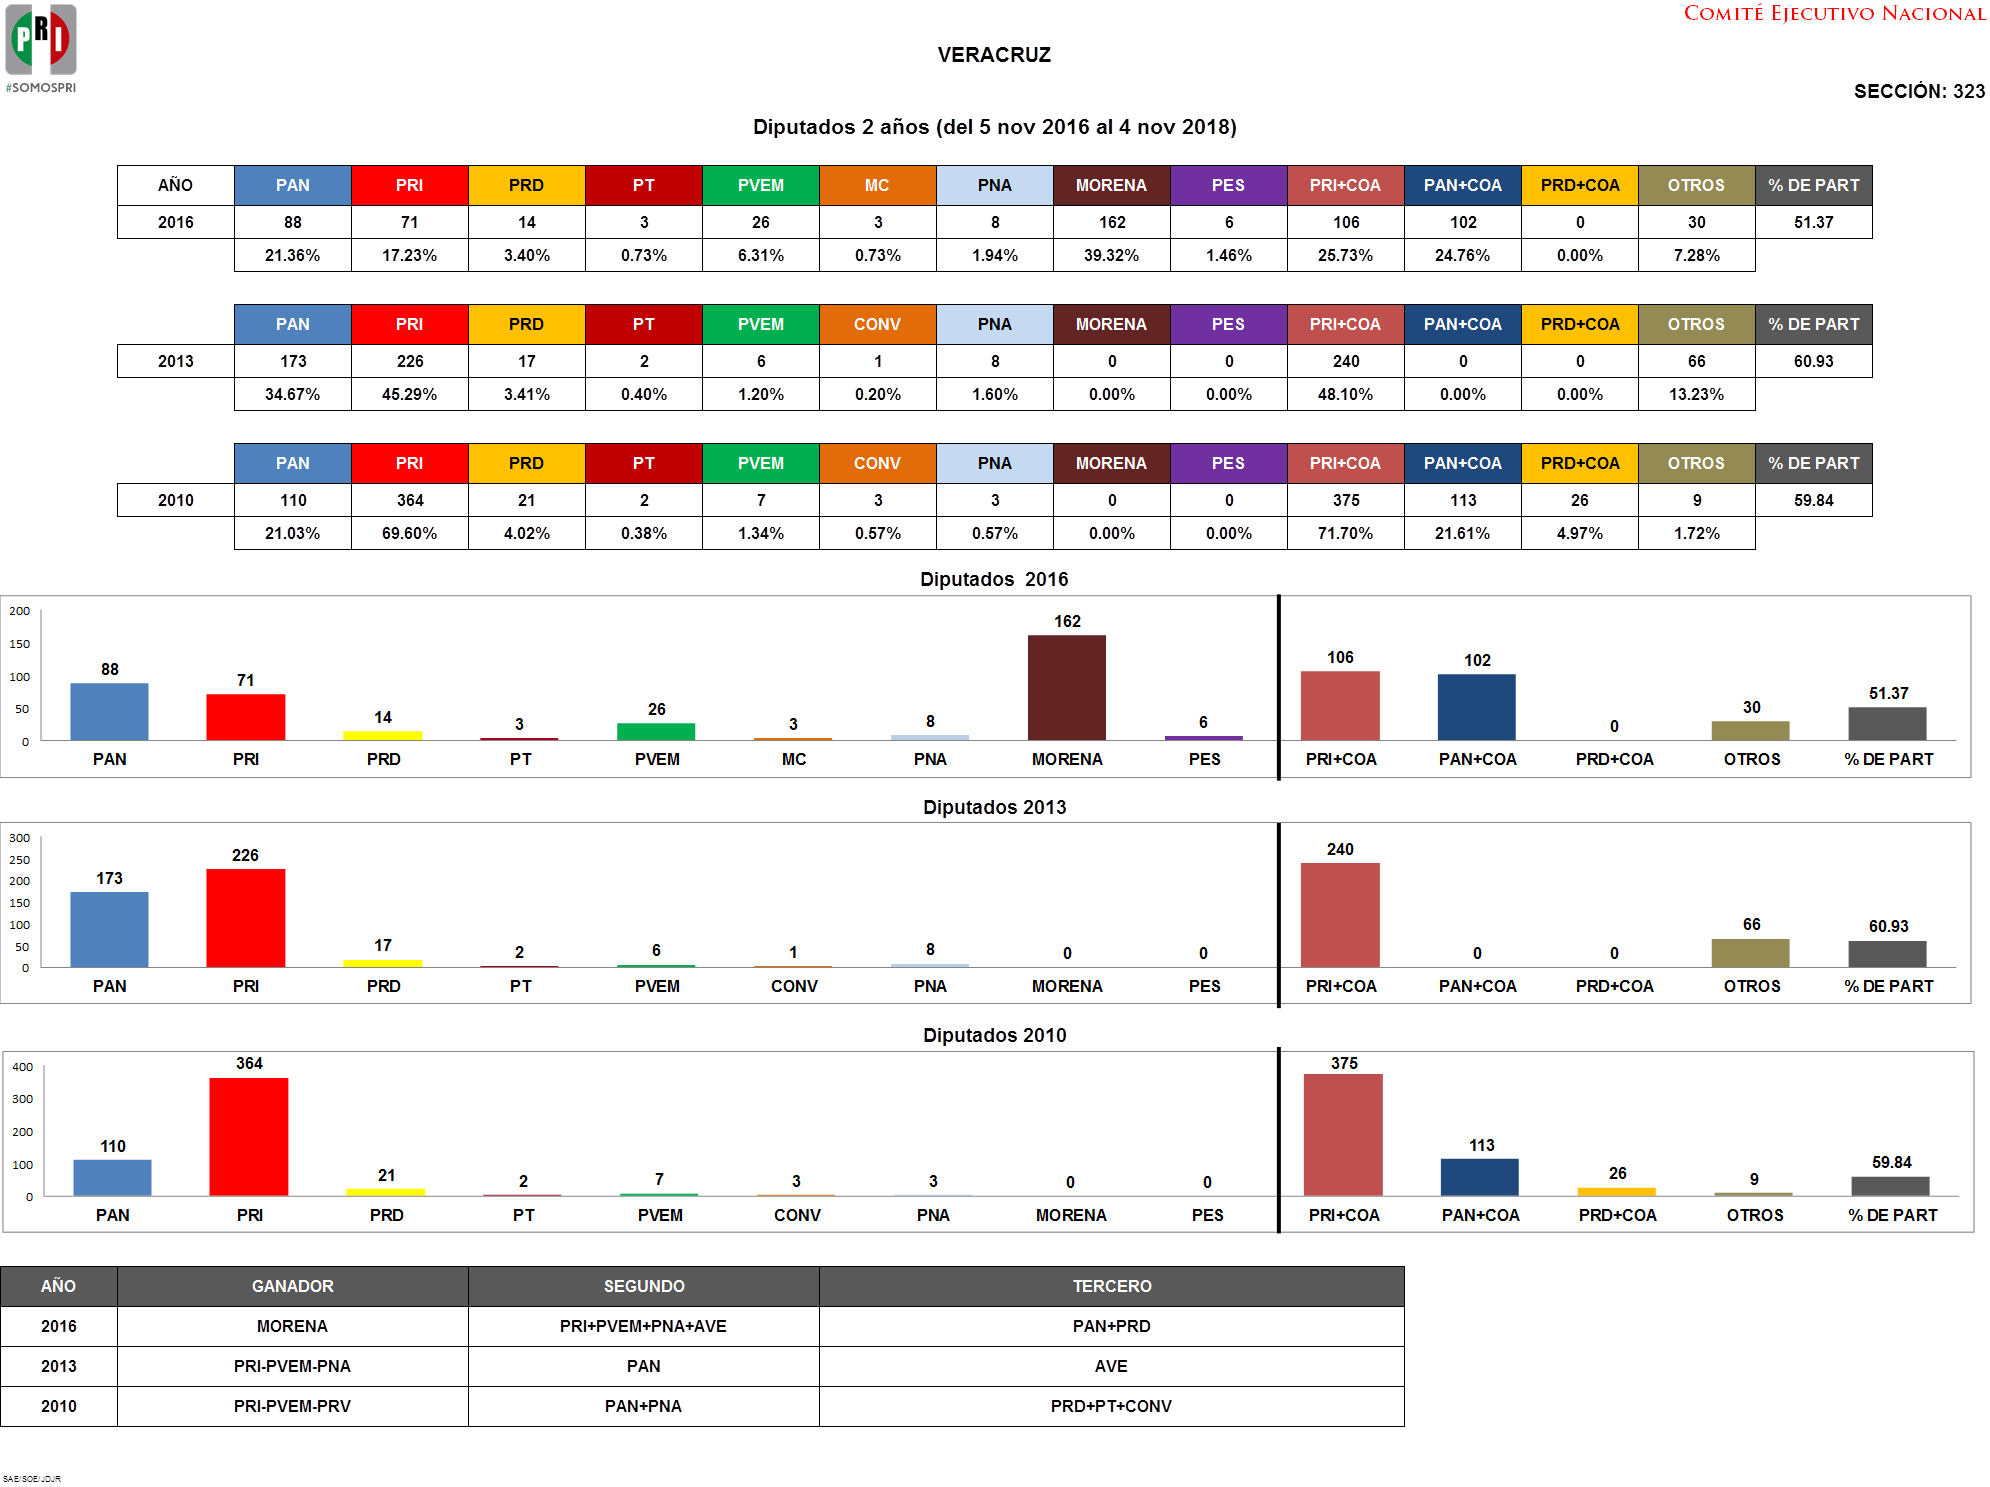 PRI
#SOMOSPRI
COMITÉ EJECUTIVO NACIONAL
VERACRUZ
SECCIÓN: 323
Diputados 2 años (del 5 nov 2016 al 4 nov 2018)
AÑO PAN PRI PRD PT PVEM MC PNA MORENA PES PRI+COA PAN+COA PRD+COA OTROS % DE PART
2016 88 71 14 3 26 3 8 162 6 106 102 0 30 51.37
21.36% 17.23% 3.40% 0.73% 6.31% 0.73% 1.94% 39.32% 1.46% 25.73% 24.76% 0.00% 7.28%
PAN PRI PRD PT PVEM CONV PNA MORENA PES PRI+COA PAN+COA PRD+COA OTROS % DE PART
2013 173 226 17 2 6 1 8 0 0 240 0 0 66 60.93
34.67% 45.29% 3.41% 0.40% 1.20% 0.20% 1.60% 0.00% 0.00% 48.10% 0.00% 0.00% 13.23%
PAN PRI PRD PT PVEM CONV PNA MORENA PES PRI+COA PAN+COA PRD+COA OTROS % DE PART
2010 110 364 21 2 7 3 3 0 0 375 113 26 9 59.84
21.03% 69.60% 4.02% 0.38% 1.34% 0.57% 0.57% 0.00% 0.00% 71.70% 21.61% 4.97% 1.72%
Diputados 2016
200
150
100
50
0
88 71 14 3 26 3 8 162 6 106 102 0 30 51.37
PAN PRI PRD PT PVEM MC PNA MORENA PES PRI+COA PAN+COA PRD+COA OTROS % DE PART
Diputados 2013
300
250
200
150
100
50
0
173 226 17 2 6 1 8 0 0 240 0 0 66 60.93
PAN PRI PRD PT PVEM CONV PNA MORENA PES PRI+COA PAN+COA PRD+COA OTROS % DE PART
Diputados 2010
400
300
200
100
0
110 364 21 2 7 3 3 0 0 375 113 26 9 59.84
PAN PRI PRD PT PVEM CONV PNA MORENA PES PRI+COA PAN+COA PRD+COA OTROS % DE PART
AÑO GANADOR SEGUNDO TERCERO
2016 MORENA PRI+PVEM+PNA+AVE PAN+PRD
2013 PRI-PVEM-PNA PAN AVE
2010 PRI-PVEM-PRV PAN+PNA PRD+PT+CONV
SAE/SOE/JDJR